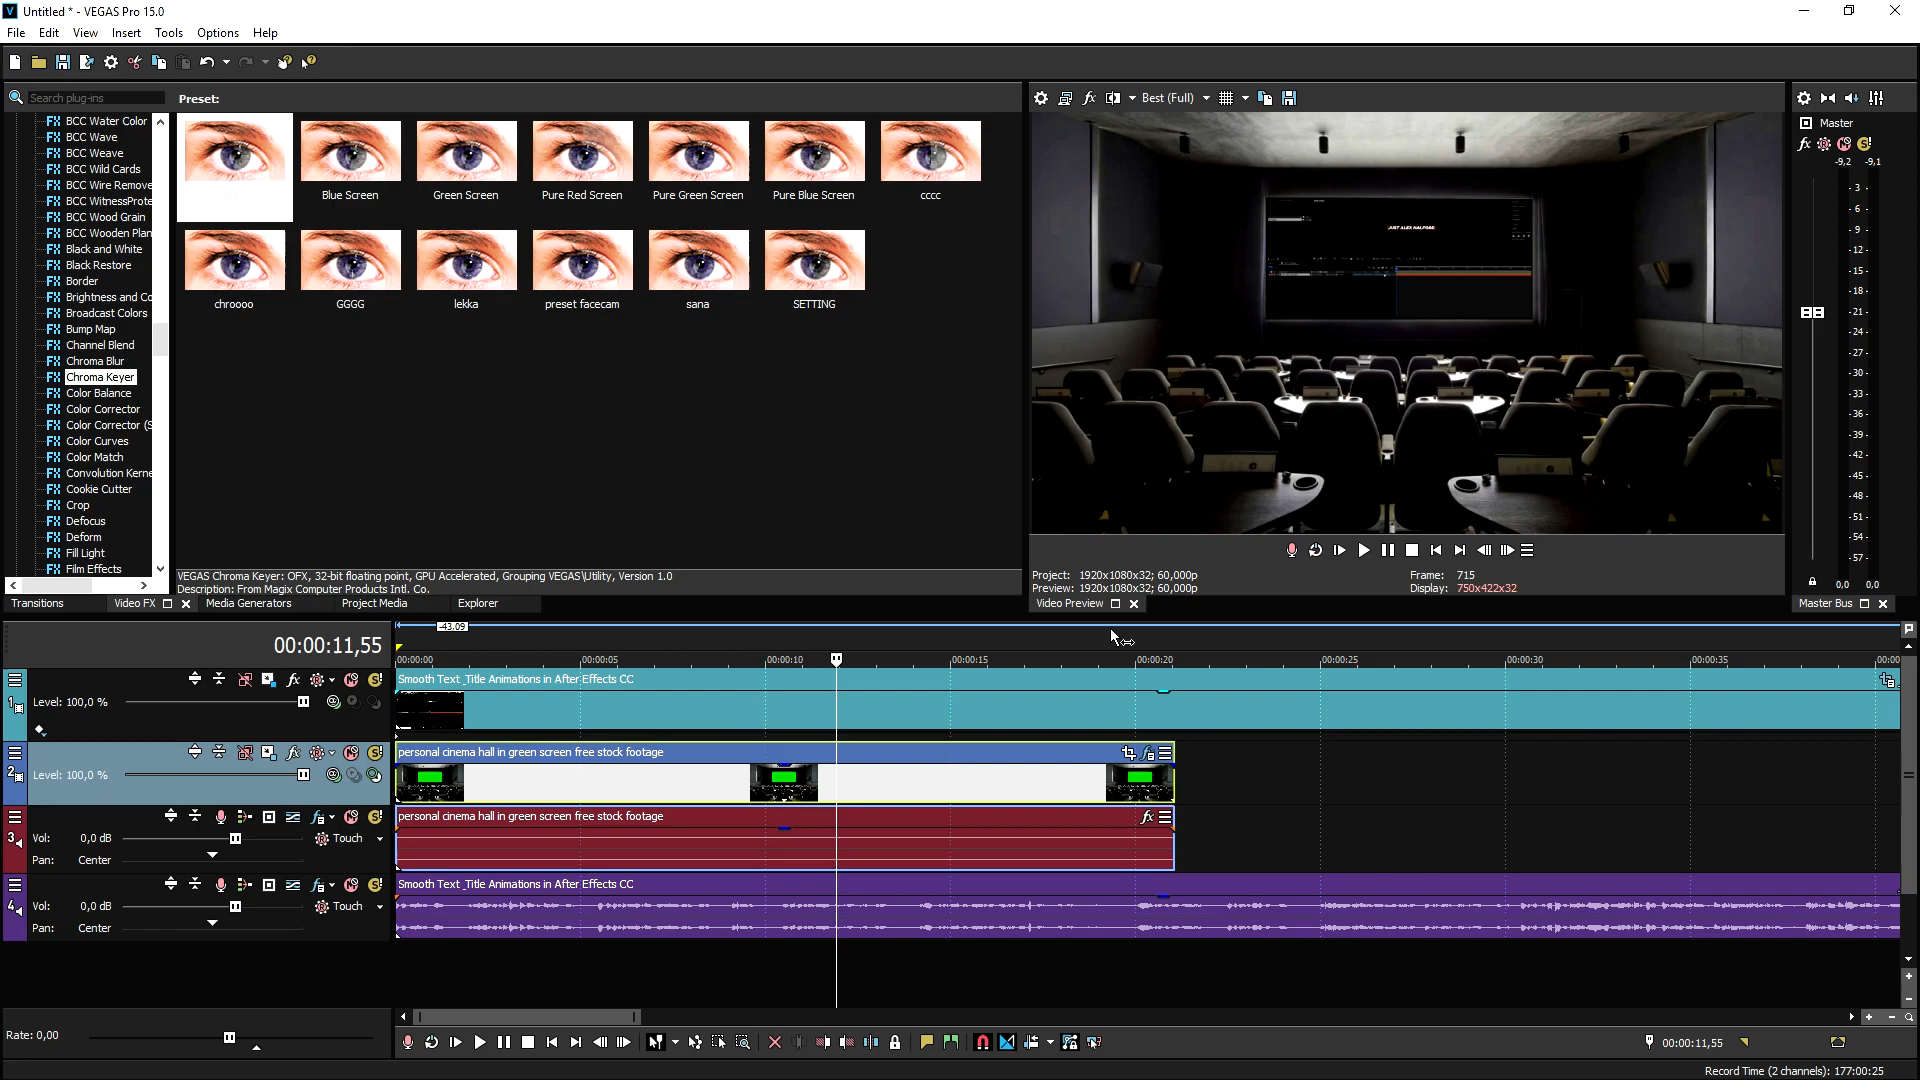 Untitled * - VEGAS Pro 15.0
File Edit View Insert Tools Options Help
Search plug-ins
Preset:
BCC Water Color
BCC Wave
BCC Weave
BCC Wild Cards
BCC Wire Remove
BCC WitnessProte
BCC Wood Grain
BCC Wooden Plan
Black and White
Black Restore
Border
Brightness and Co
Broadcast Colors
Bump Map
Channel Blend
Chroma Blur
Chroma Keyer
Color Balance
Color Corrector
Color Corrector (S
Color Curves
Color Match
Convolution Kerne
Cookie Cutter
Crop
Defocus
Deform
Fill Light
Film Effects
Blue Screen Green Screen Pure Red Screen Pure Green Screen Pure Blue Screen cccc
chroooo GGGG lekka preset facecam sana SETTING
VEGAS Chroma Keyer: OFX, 32-bit floating point, GPU Accelerated, Grouping VEGAS\Utility, Version 1.0
Description: From Magix Computer Products Intl. Co.
Transitions Video FX Media Generators Project Media Explorer
Best (Full)
JUST ALEX HALFORD
Project: 1920x1080x32; 60,000p
Preview: 1920x1080x32; 60,000p
Frame: 715
Display: 750x422x32
Video Preview
Master
-9,2 -9,1
- 3 -
- 6 -
- 9 -
-12-
-15-
-18-
-21-
-24-
-27-
-30-
-33-
-36-
-39-
-42-
-45-
-48-
-51-
-54-
-57-
0,0 0,0
Master Bus
00:00:11,55
-43.09
00:00:00 00:00:05 00:00:10 00:00:15 00:00:20 00:00:25 00:00:30 00:00:35 00:00
1 Level: 100,0 %
Smooth Text _Title Animations in After Effects CC
2 Level: 100,0 %
personal cinema hall in green screen free stock footage
3 Vol: 0,0 dB Touch
Pan: Center
personal cinema hall in green screen free stock footage
4 Vol: 0,0 dB Touch
Pan: Center
Smooth Text _Title Animations in After Effects CC
Rate: 0,00
00:00:11,55
Record Time (2 channels): 177:00:25